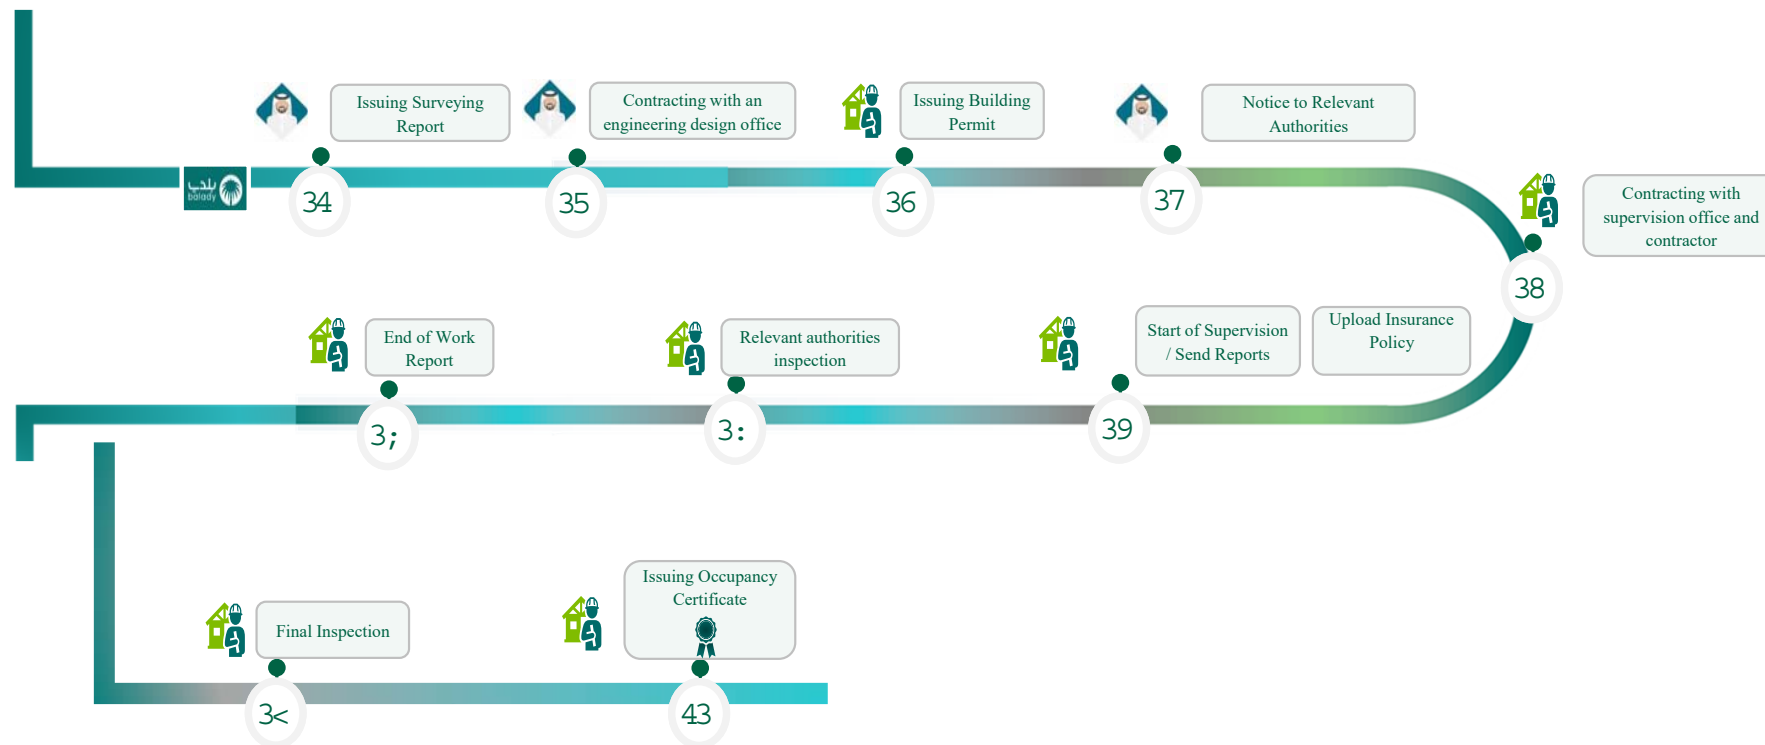 Issuing Surveying
Report
Contracting with an
engineering design office
Issuing Building
Permit
Notice to Relevant
Authorities
بلدي
balady
34
35
36
37
Contracting with
supervision office and
contractor
38
End of Work
Report
Relevant authorities
inspection
Start of Supervision
/ Send Reports
Upload Insurance
Policy
3;
3:
39
Issuing Occupancy
Certificate
Final Inspection
3<
43